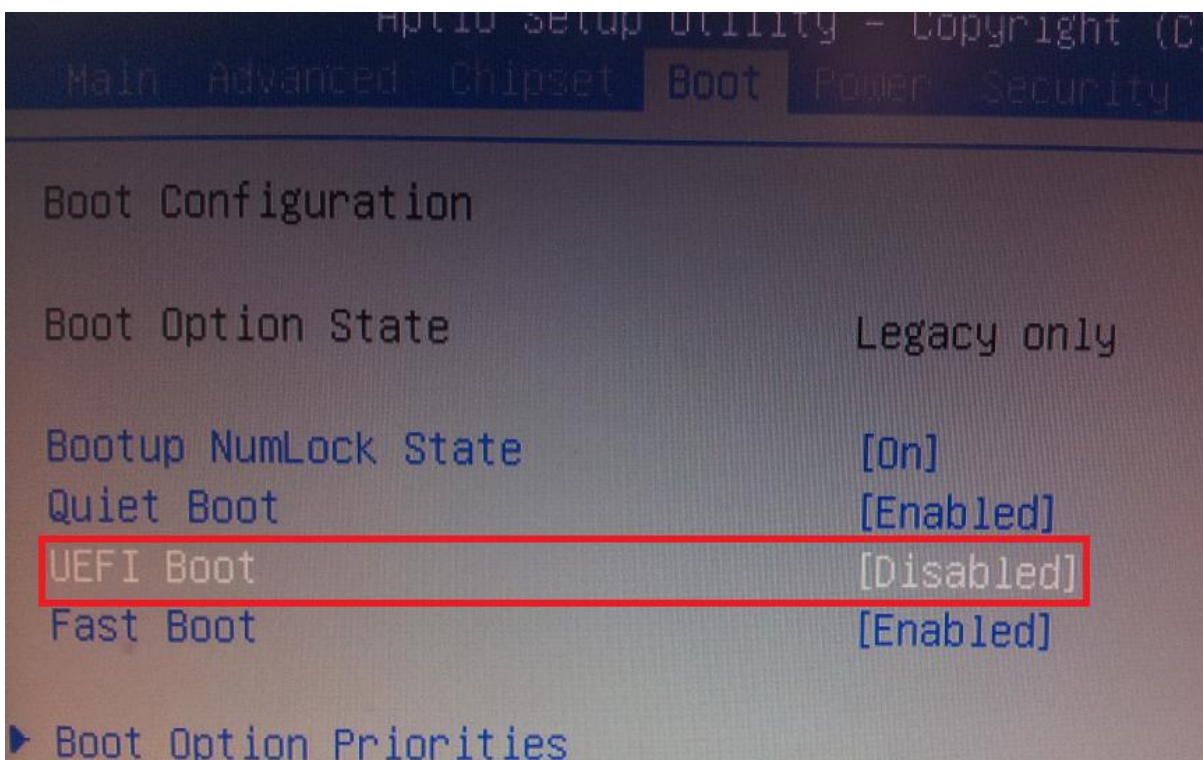 Aptio Setup Utility - Copyright (C
Main Advanced Chipset Boot Power Security
Boot Configuration
Boot Option State Legacy only
Bootup NumLock State [On]
Quiet Boot [Enabled]
UEFI Boot [Disabled]
Fast Boot [Enabled]
Boot Option Priorities